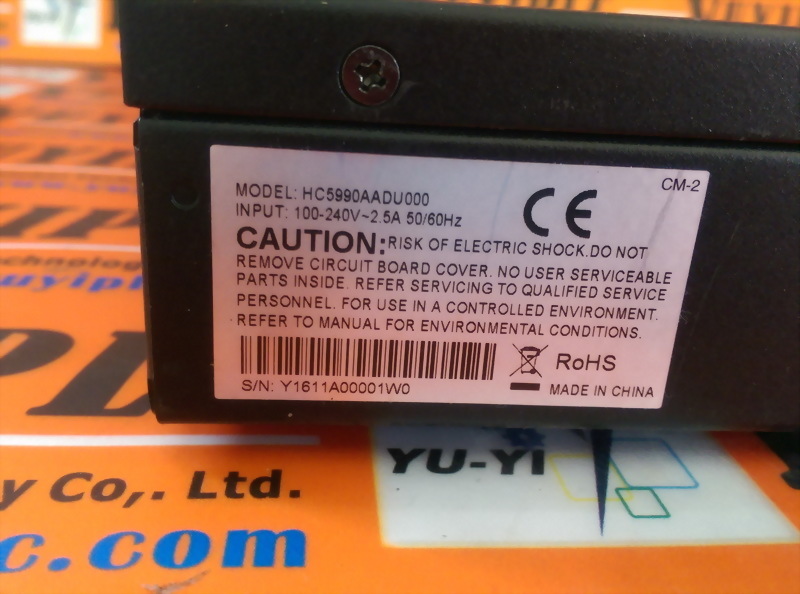 CM-2
MODEL: HC5990AADU000
INPUT: 100-240V~2.5A 50/60Hz
CE
CAUTION: RISK OF ELECTRIC SHOCK.DO NOT
REMOVE CIRCUIT BOARD COVER. NO USER SERVICEABLE
PARTS INSIDE. REFER SERVICING TO QUALIFIED SERVICE
PERSONNEL. FOR USE IN A CONTROLLED ENVIRONMENT.
REFER TO MANUAL FOR ENVIRONMENTAL CONDITIONS.
RoHS
S/N: Y1611A00001W0
MADE IN CHINA
YU-YI
y Co,. Ltd.
c.com